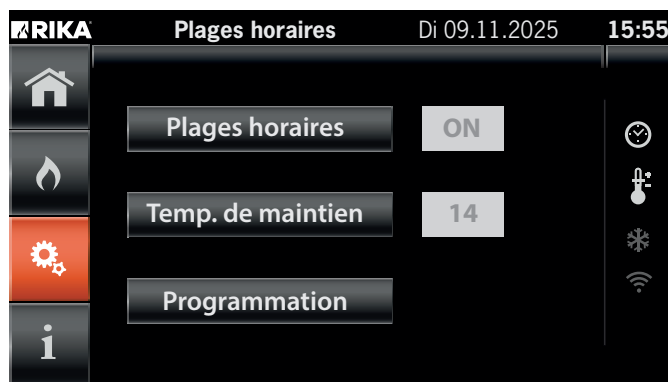 RIKA Plages horaires Di 09.11.2025 15:55
Plages horaires ON
Temp. de maintien 14
Programmation
i